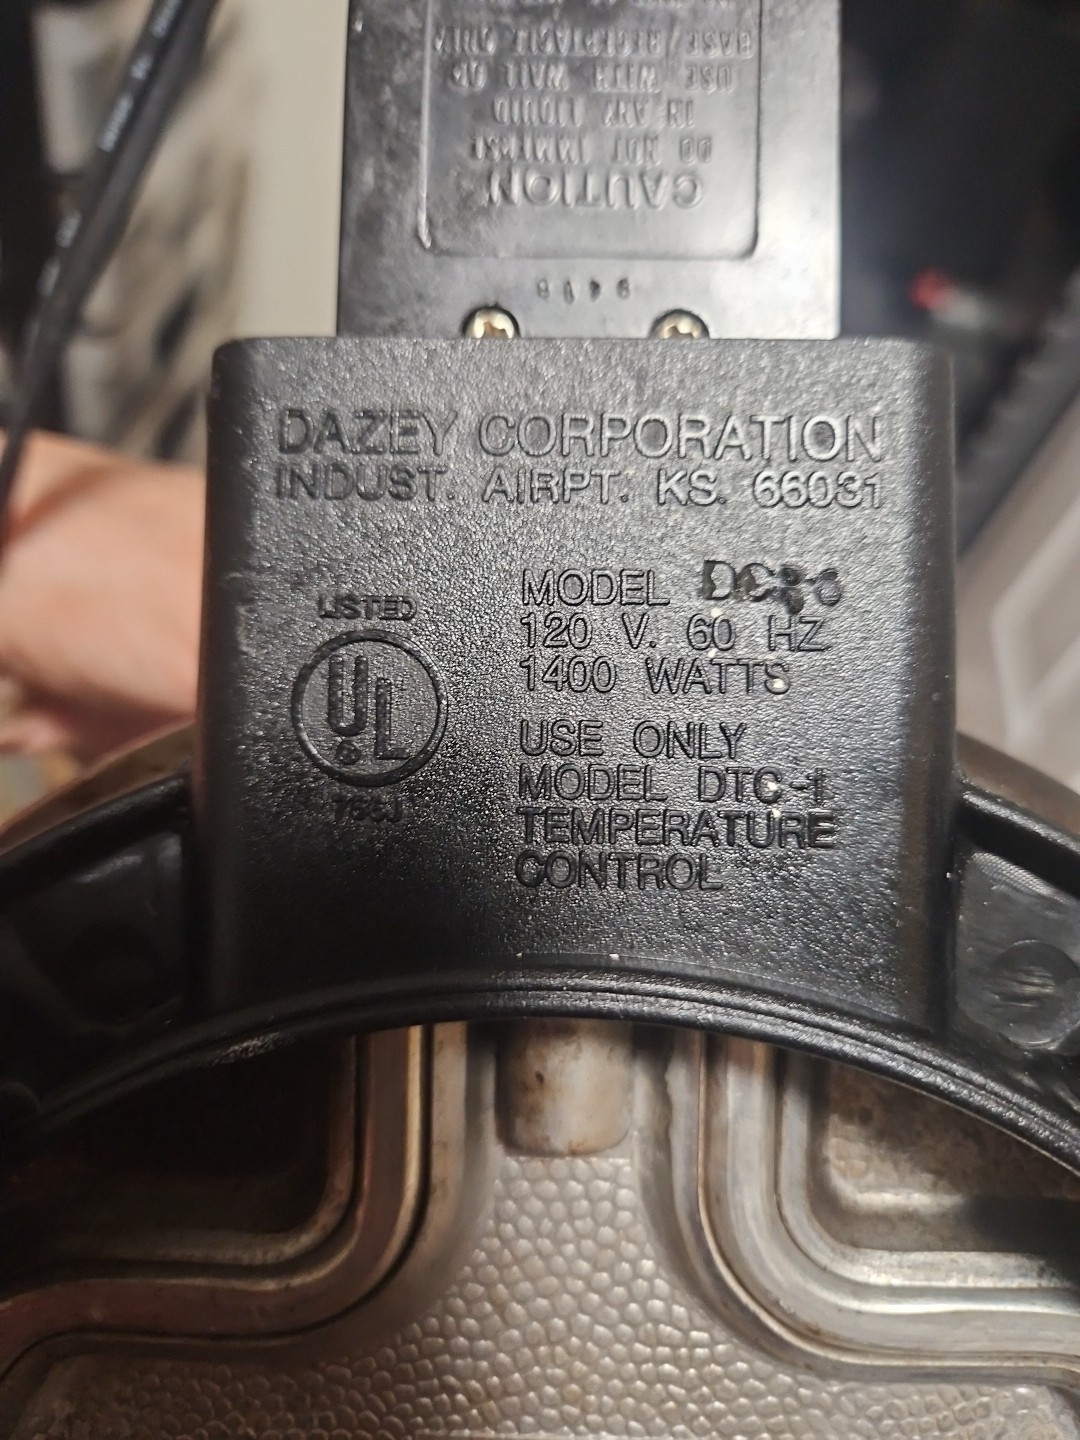 BASE/RECEPTACLE ONLY
USE WITH WALL OR
IN ANY LIQUID
DO NOT IMMERSE
CAUTION
9416
DAZEY CORPORATION
INDUST. AIRPT. KS. 66031
LISTED
UL
MODEL
120 V. 60 HZ
1400 WATTS
USE ONLY
MODEL DTC-1
TEMPERATURE
CONTROL